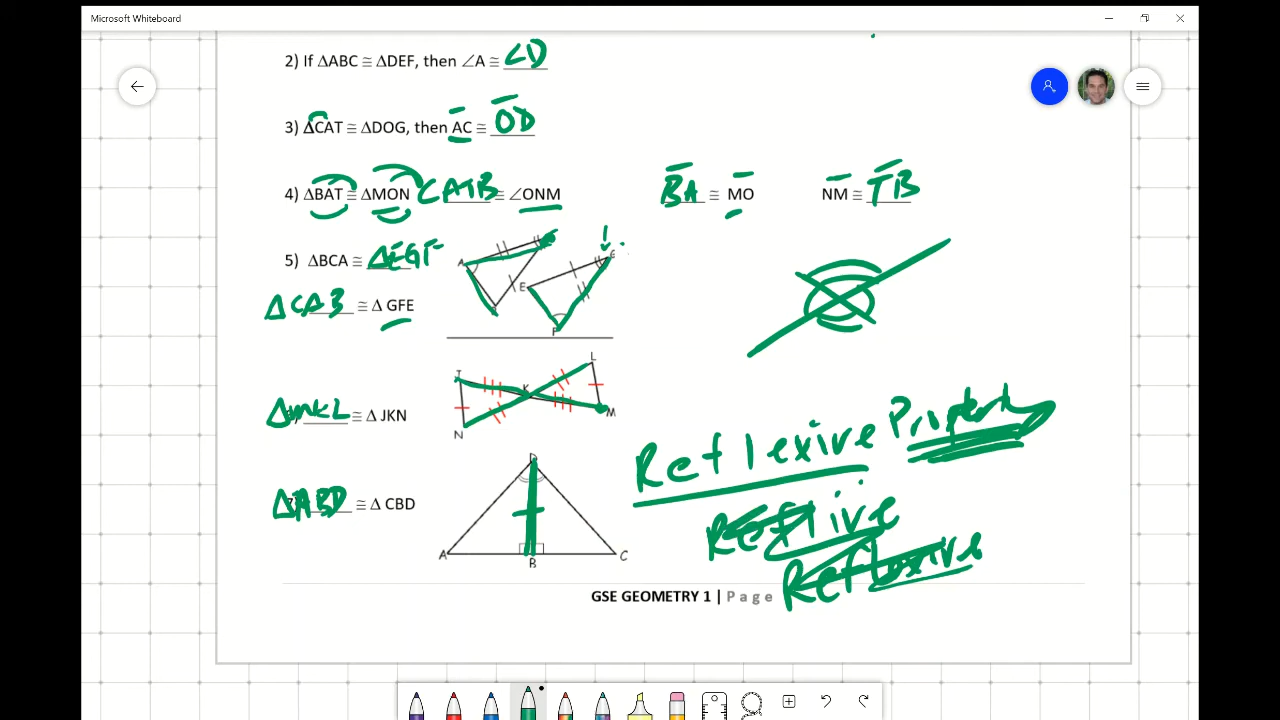 Microsoft Whiteboard
2) If ∆ABC ≅ ∆DEF, then ∠A ≅ ∠D
3) ∆CAT ≅ ∆DOG, then AC ≅ OD
4) ∆BAT ≅ ∆MON ∠ATB ≅ ∠ONM BA ≅ MO NM ≅ TB
5) ∆BCA ≅ ∆EGF
∆CAB ≅ ∆ GFE
A E F G
∆MKL ≅ ∆ JKN
J K L M N
Reflexive Property
∆ABD ≅ ∆ CBD
D A B C
Reflexive
GSE GEOMETRY 1 | Page